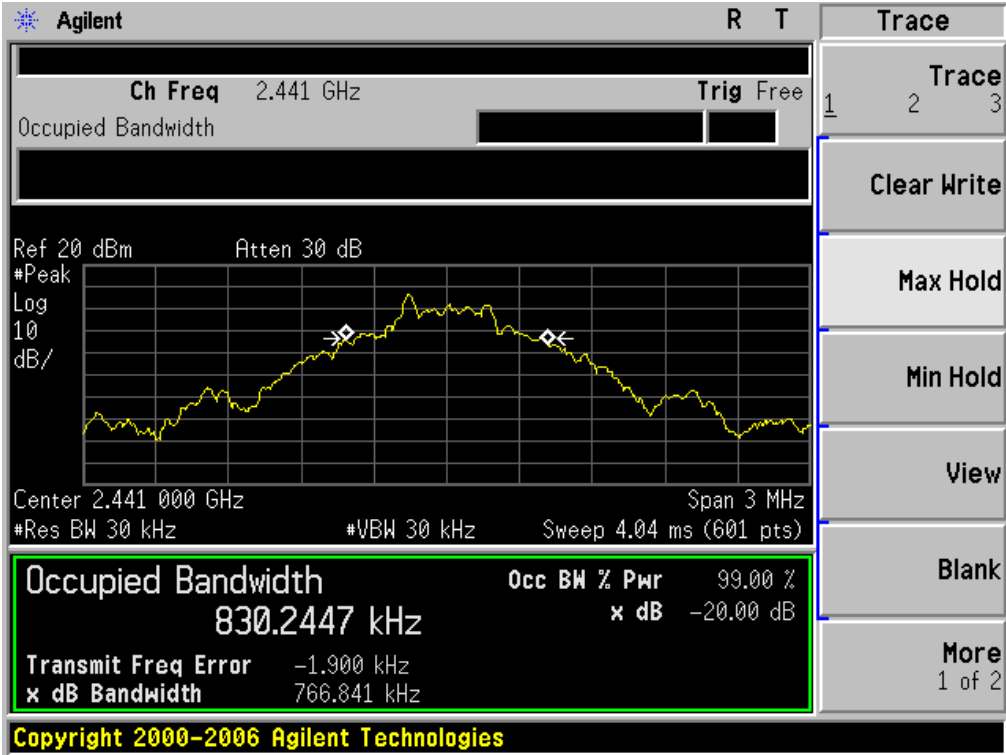 Agilent R T
Ch Freq 2.441 GHz Trig Free
Occupied Bandwidth
Ref 20 dBm Atten 30 dB
#Peak
Log
10
dB/
Center 2.441 000 GHz Span 3 MHz
#Res BW 30 kHz #VBW 30 kHz Sweep 4.04 ms (601 pts)
Occupied Bandwidth Occ BW % Pwr 99.00 %
830.2447 kHz x dB -20.00 dB
Transmit Freq Error -1.900 kHz
x dB Bandwidth 766.841 kHz
Copyright 2000-2006 Agilent Technologies
Trace
Trace
1 2 3
Clear Write
Max Hold
Min Hold
View
Blank
More
1 of 2